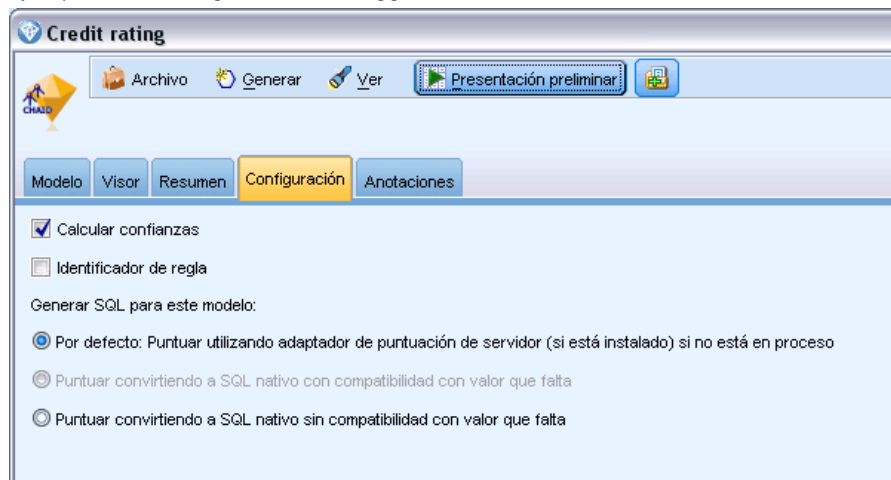 Credit rating
Archivo Generar Ver Presentación preliminar
CHAID
Modelo Visor Resumen Configuración Anotaciones
Calcular confianzas
Identificador de regla
Generar SQL para este modelo:
Por defecto: Puntuar utilizando adaptador de puntuación de servidor (si está instalado) si no está en proceso
Puntuar convirtiendo a SQL nativo con compatibilidad con valor que falta
Puntuar convirtiendo a SQL nativo sin compatibilidad con valor que falta